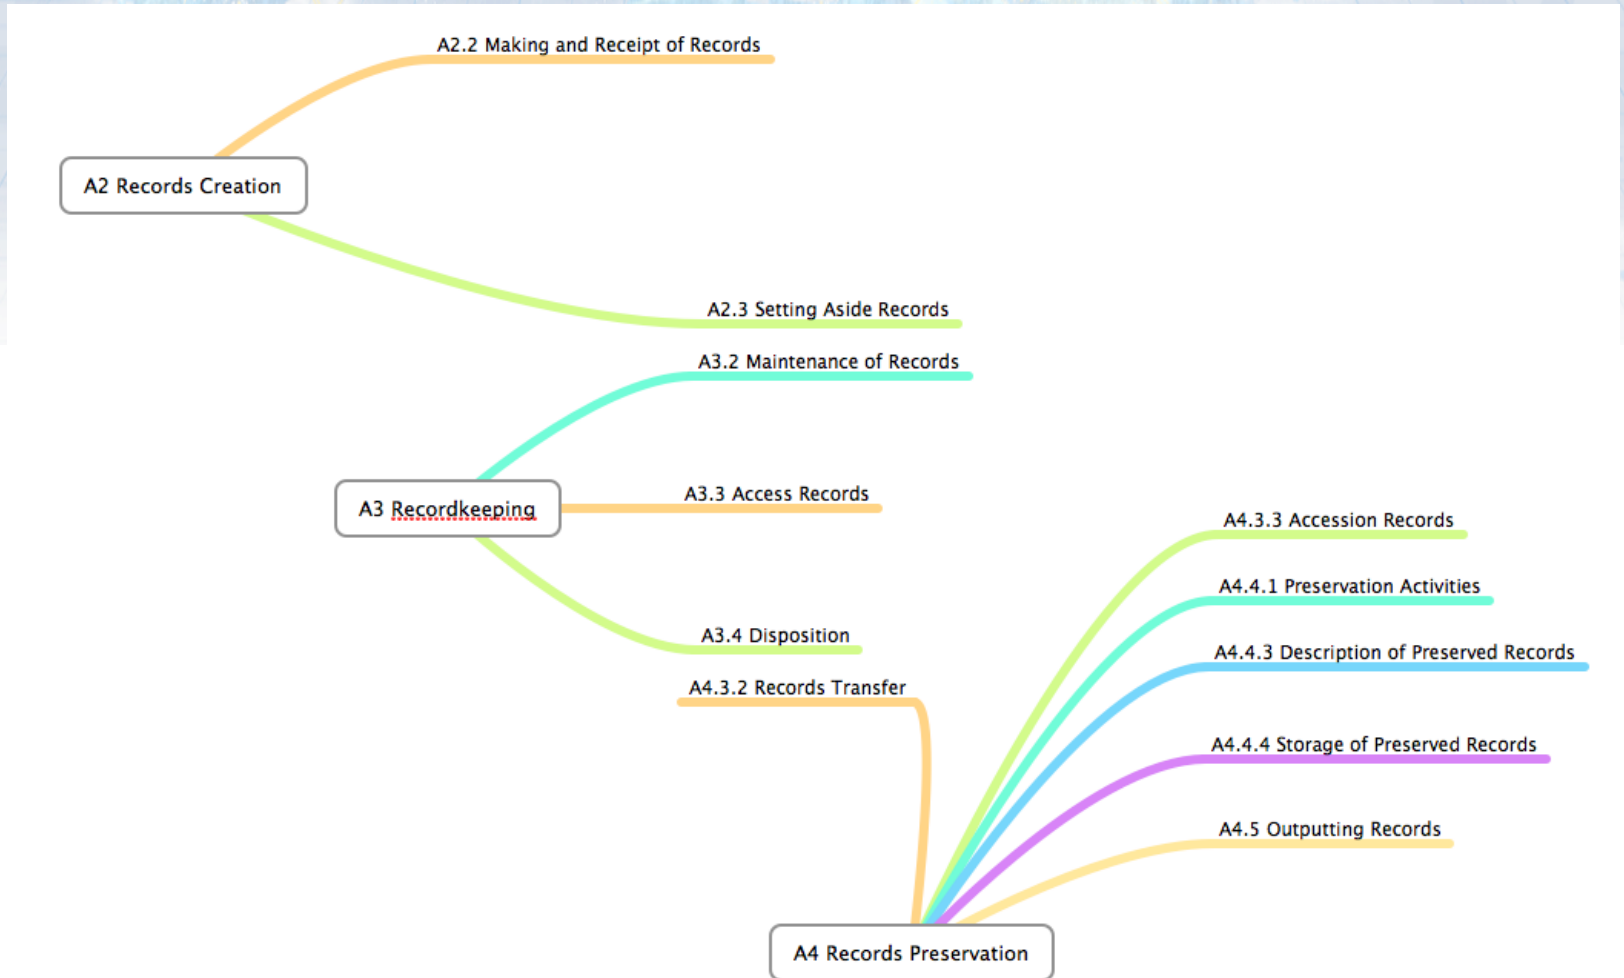 A2.2 Making and Receipt of Records
A2 Records Creation
A2.3 Setting Aside Records
A3.2 Maintenance of Records
A3.3 Access Records
A3 Recordkeeping
A3.4 Disposition
A4.3.3 Accession Records
A4.4.1 Preservation Activities
A4.4.3 Description of Preserved Records
A4.3.2 Records Transfer
A4.4.4 Storage of Preserved Records
A4.5 Outputting Records
A4 Records Preservation